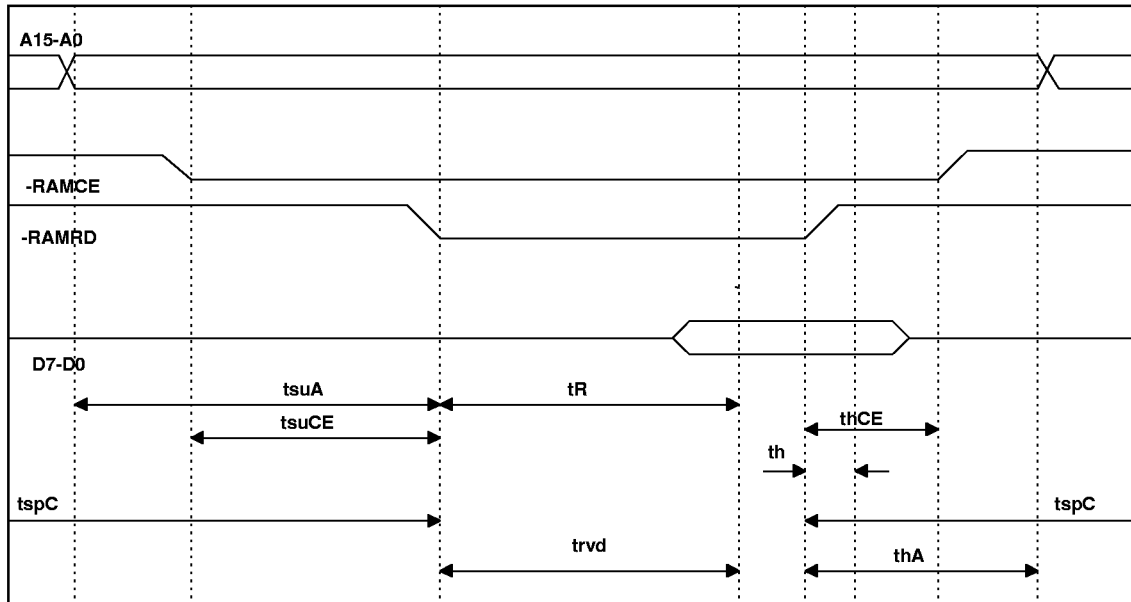 A15-A0
-RAMCE
-RAMRD
D7-D0
tsuA
tR
tsuCE
thCE
th
tspC
tspC
trvd
thA